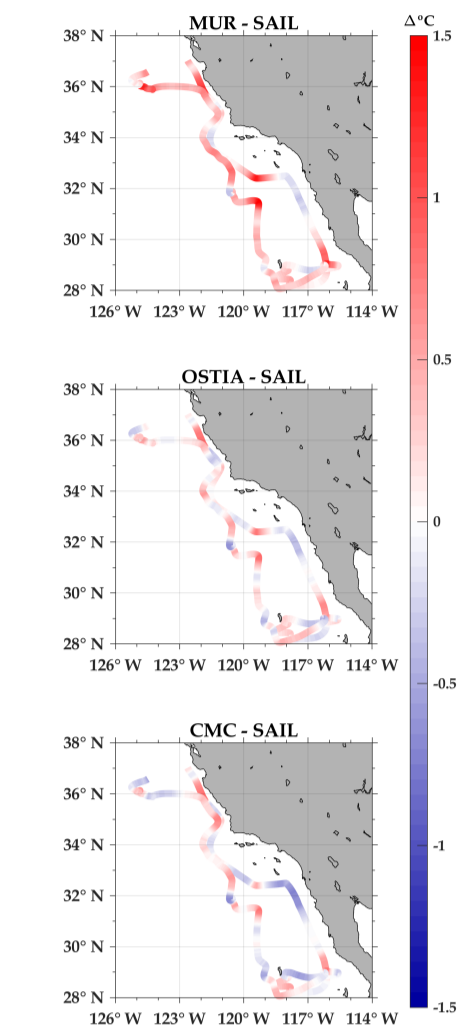 MUR - SAIL
38° N
36° N
34° N
32° N
30° N
28° N
126° W 123° W 120° W 117° W 114° W
OSTIA - SAIL
38° N
36° N
34° N
32° N
30° N
28° N
126° W 123° W 120° W 117° W 114° W
CMC - SAIL
38° N
36° N
34° N
32° N
30° N
28° N
126° W 123° W 120° W 117° W 114° W
Δ°C
1.5
1
0.5
0
-0.5
-1
-1.5